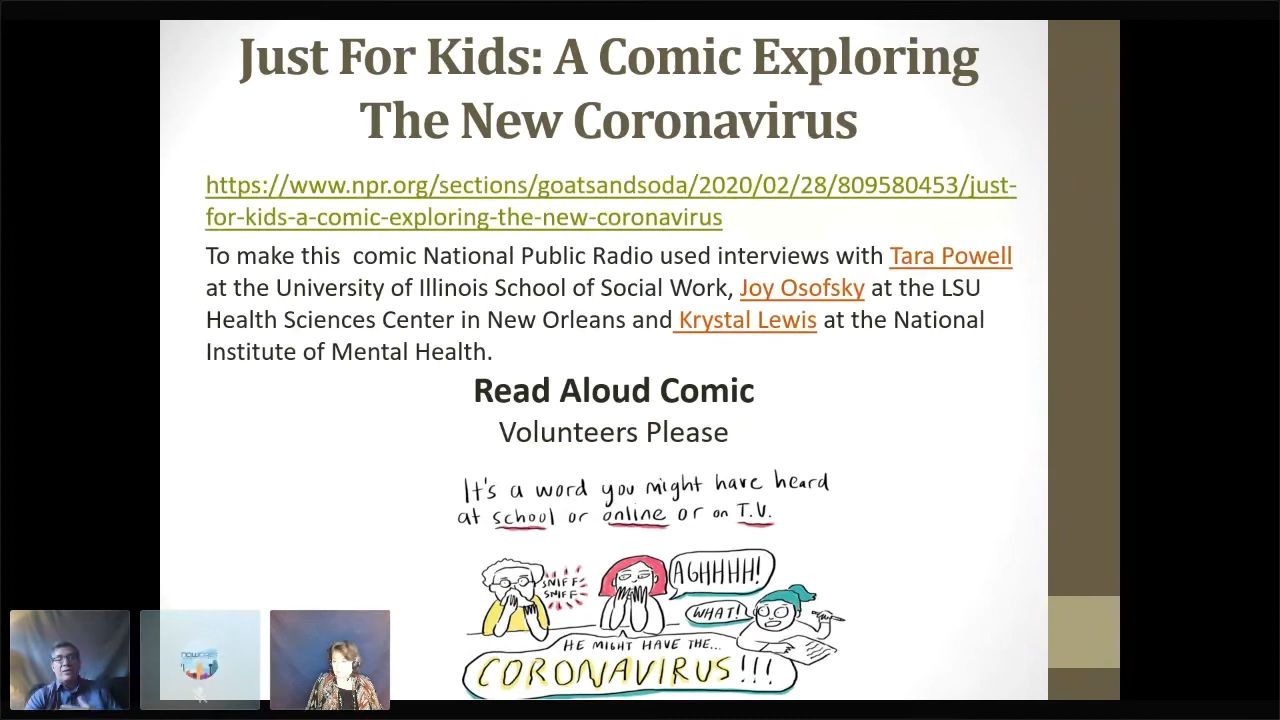 Just For Kids: A Comic Exploring
The New Coronavirus
https://www.npr.org/sections/goatsandsoda/2020/02/28/809580453/just-
for-kids-a-comic-exploring-the-new-coronavirus
To make this  comic National Public Radio used interviews with Tara Powell
at the University of Illinois School of Social Work, Joy Osofsky at the LSU
Health Sciences Center in New Orleans and Krystal Lewis at the National
Institute of Mental Health.
Read Aloud Comic
Volunteers Please
It's a word you might have heard
at school or online or on T.V.
SNIFF
SNIFF
AGHHHH!
WHAT!
HE MIGHT HAVE THE...
CORONAVIRUS!!!